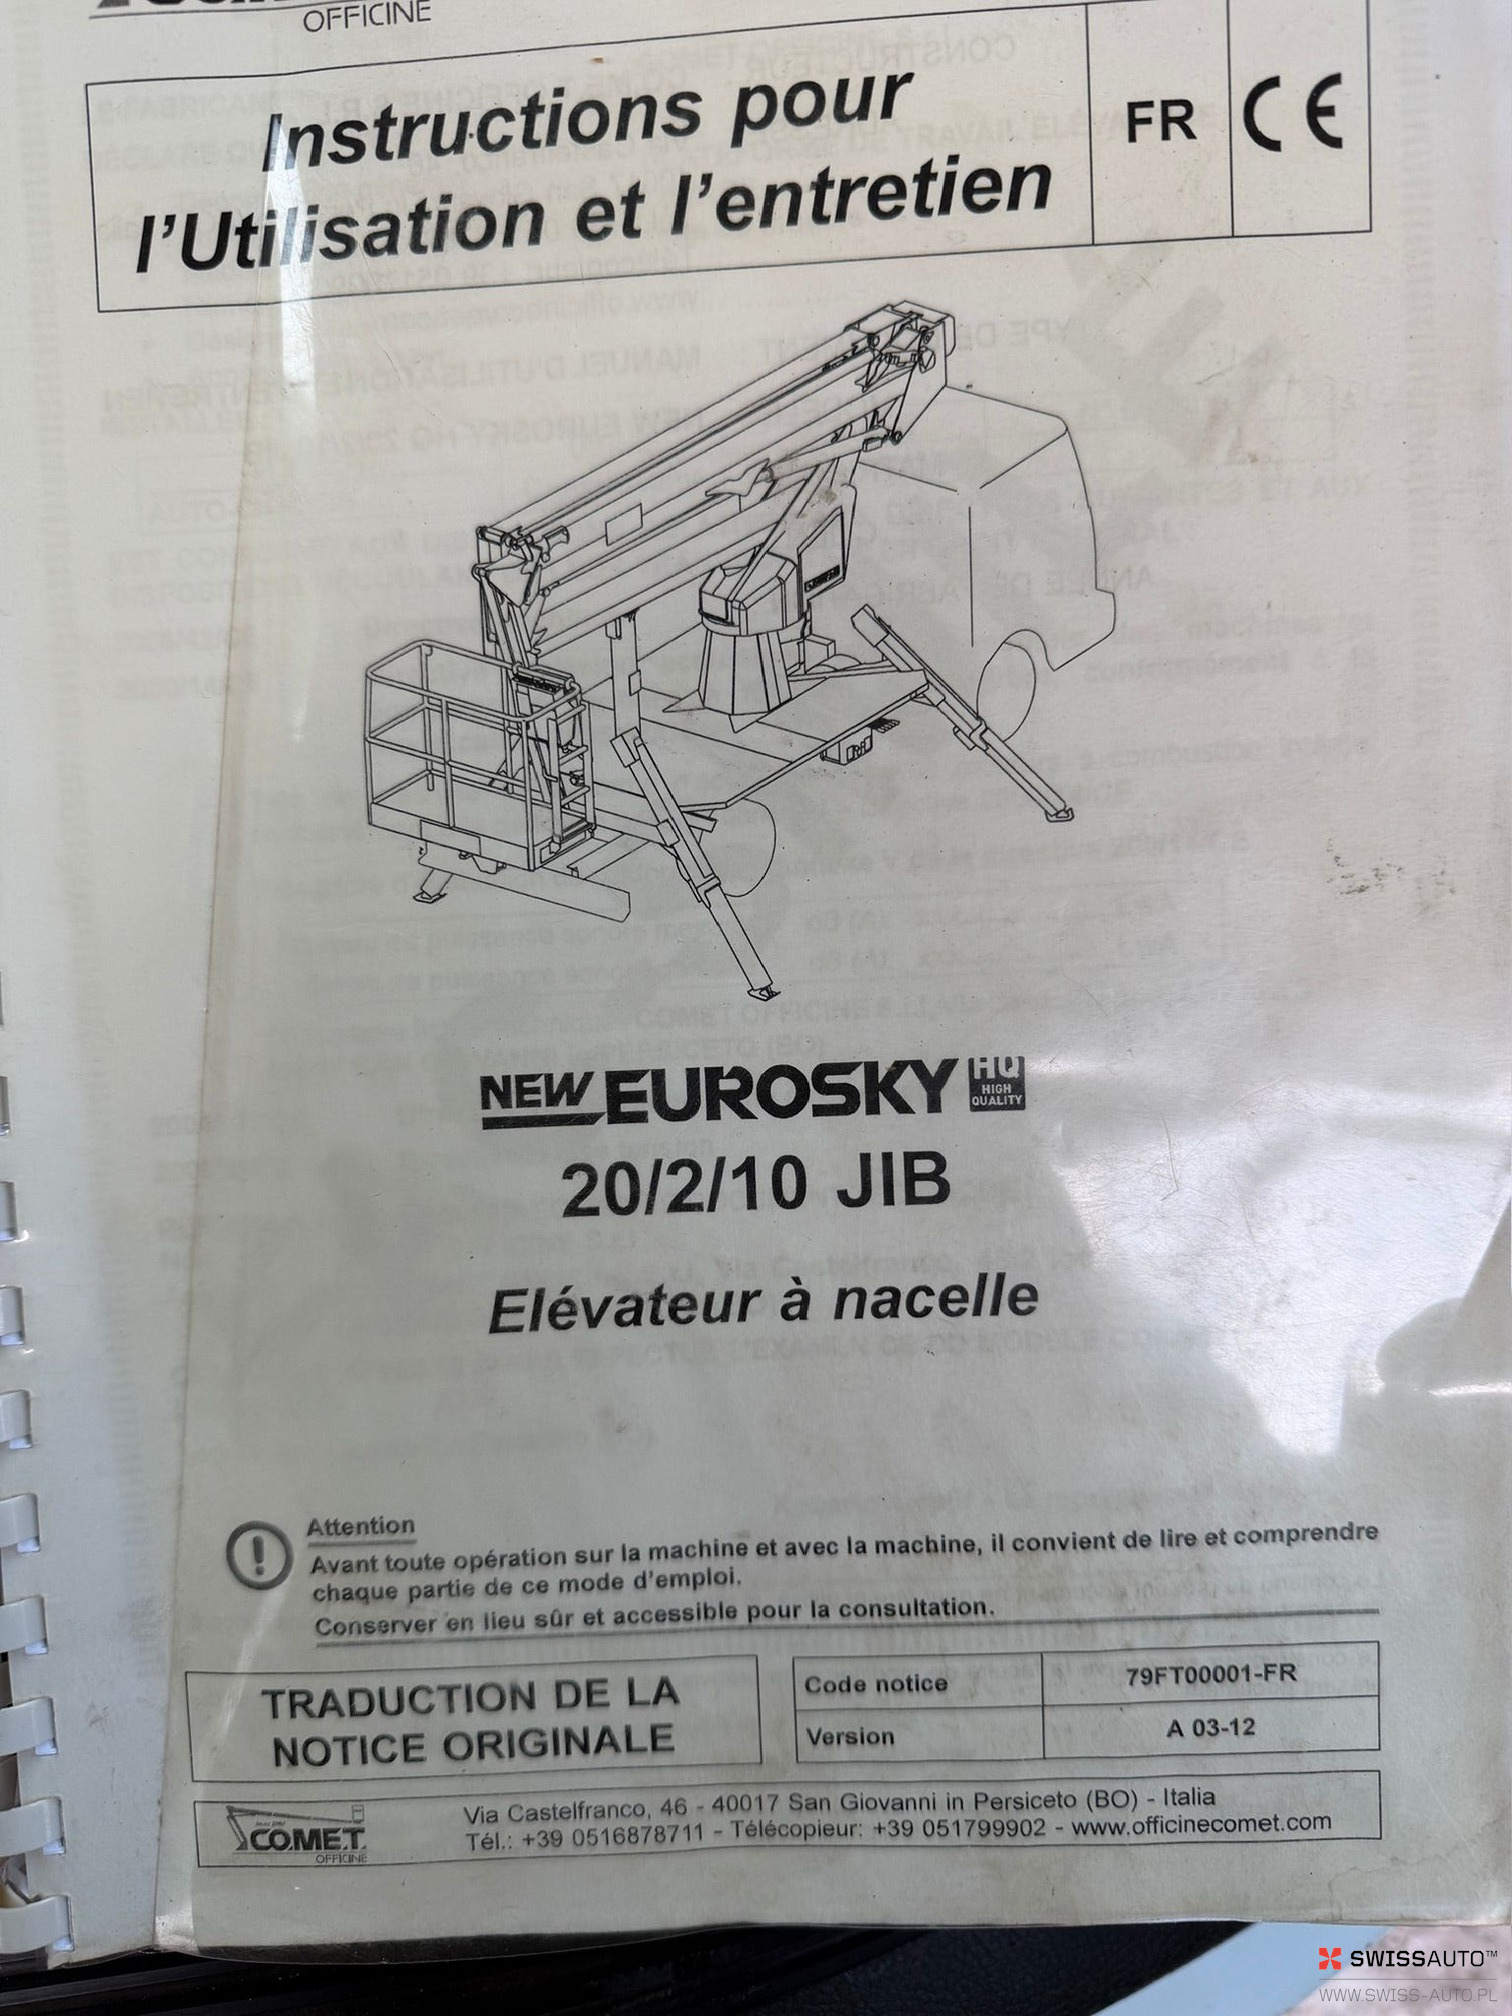 OFFICINE
Instructions pour
l'Utilisation et l'entretien
FR
CE
NEW EUROSKY HQ HIGH QUALITY
20/2/10 JIB
Elévateur à nacelle
Attention
Avant toute opération sur la machine et avec la machine, il convient de lire et comprendre
chaque partie de ce mode d'emploi.
Conserver en lieu sûr et accessible pour la consultation.
TRADUCTION DE LA
NOTICE ORIGINALE
Code notice 79FT00001-FR
Version A 03-12
CO.ME.T.
OFFICINE
Via Castelfranco, 46 - 40017 San Giovanni in Persiceto (BO) - Italia
Tél.: +39 0516878711 - Télécopieur: +39 051799902 - www.officinecomet.com
SWISSAUTO™
WWW.SWISS-AUTO.PL